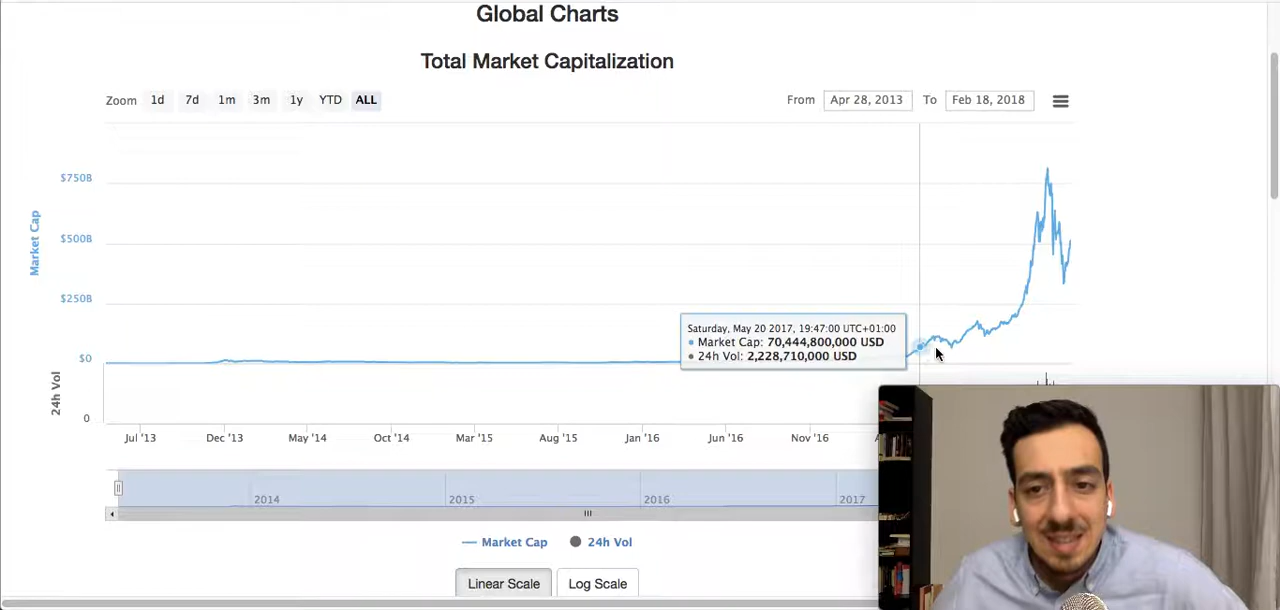 Global Charts
Total Market Capitalization
Zoom 1d 7d 1m 3m 1y YTD ALL
From Apr 28, 2013 To Feb 18, 2018
$750B
$500B
$250B
$0
Market Cap
Saturday, May 20 2017, 19:47:00 UTC+01:00
Market Cap: 70,444,800,000 USD
24h Vol: 2,228,710,000 USD
24h Vol
0
Jul '13 Dec '13 May '14 Oct '14 Mar '15 Aug '15 Jan '16 Jun '16 Nov '16
2014 2015 2016 2017
Market Cap 24h Vol
Linear Scale Log Scale